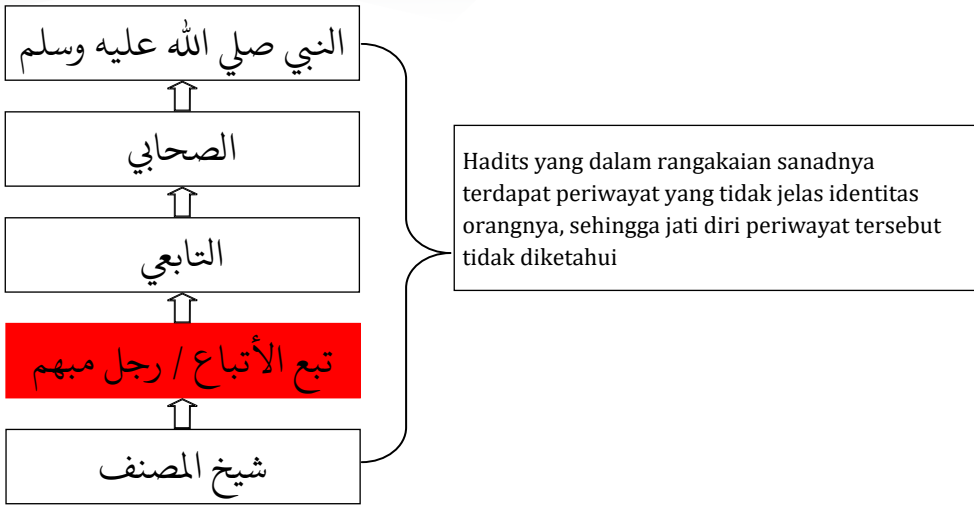 النبي صلي الله عليه وسلم
الصحابي
التابعي
تبع الأتباع / رجل مبهم
شيخ المصنف
Hadits yang dalam rangakaian sanadnya
terdapat periwayat yang tidak jelas identitas
orangnya, sehingga jati diri periwayat tersebut
tidak diketahui